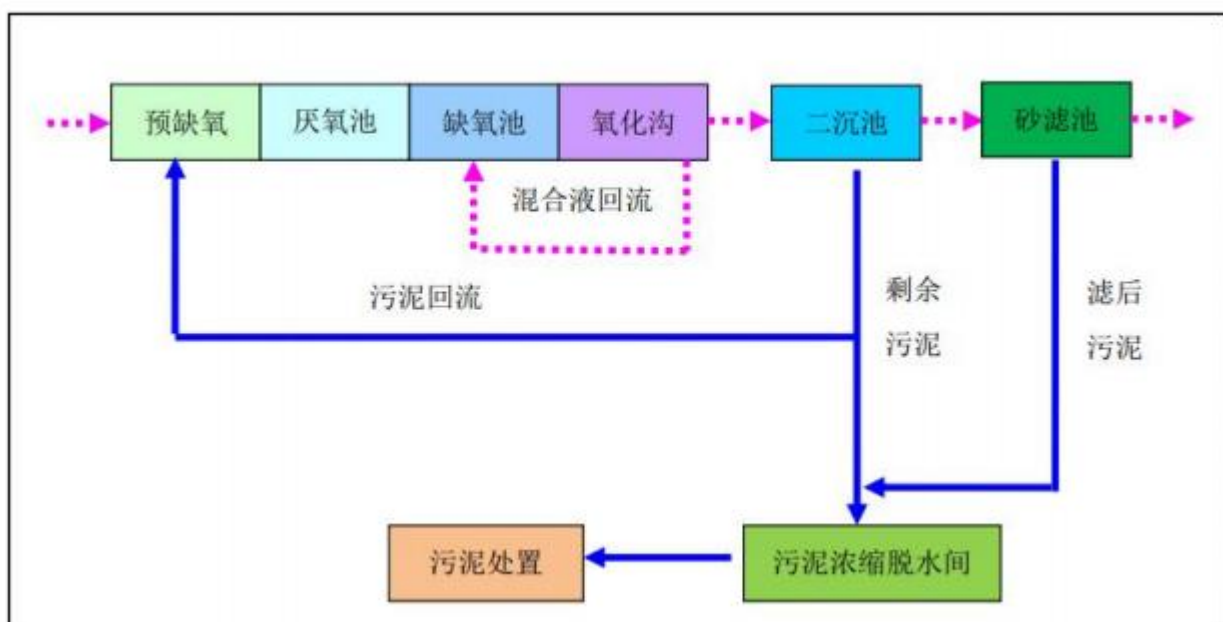 预缺氧
厌氧池
缺氧池
氧化沟
二沉池
砂滤池
混合液回流
污泥回流
剩余
污泥
滤后
污泥
污泥处置
污泥浓缩脱水间